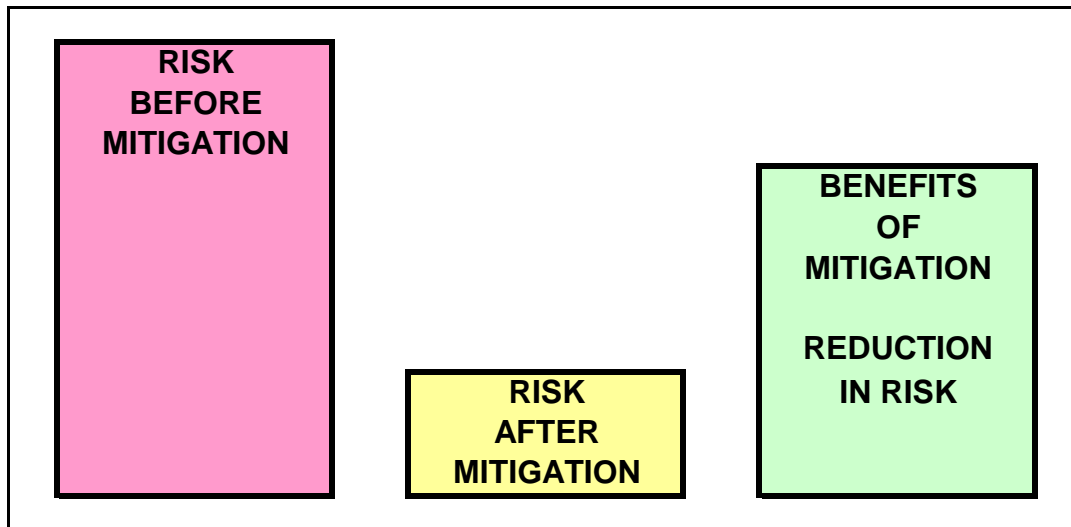 RISK
BEFORE
MITIGATION
RISK
AFTER
MITIGATION
BENEFITS
OF
MITIGATION
REDUCTION
IN RISK